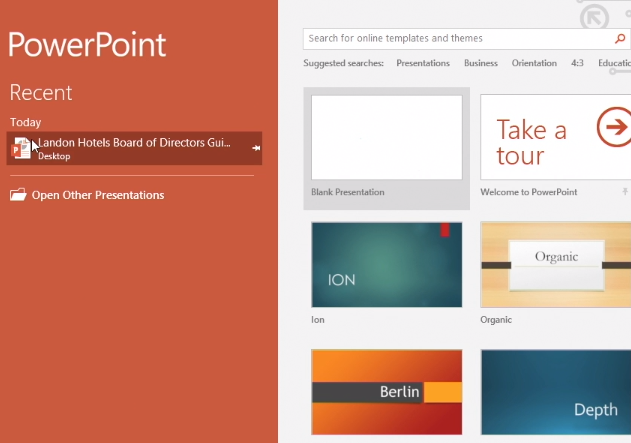 PowerPoint
Recent
Today
Landon Hotels Board of Directors Gui...
Desktop
Open Other Presentations
Search for online templates and themes
Suggested searches: Presentations Business Orientation 4:3 Educatio
Take a
tour
Blank Presentation
Welcome to PowerPoint
ION
Organic
Ion
Organic
Berlin
Depth